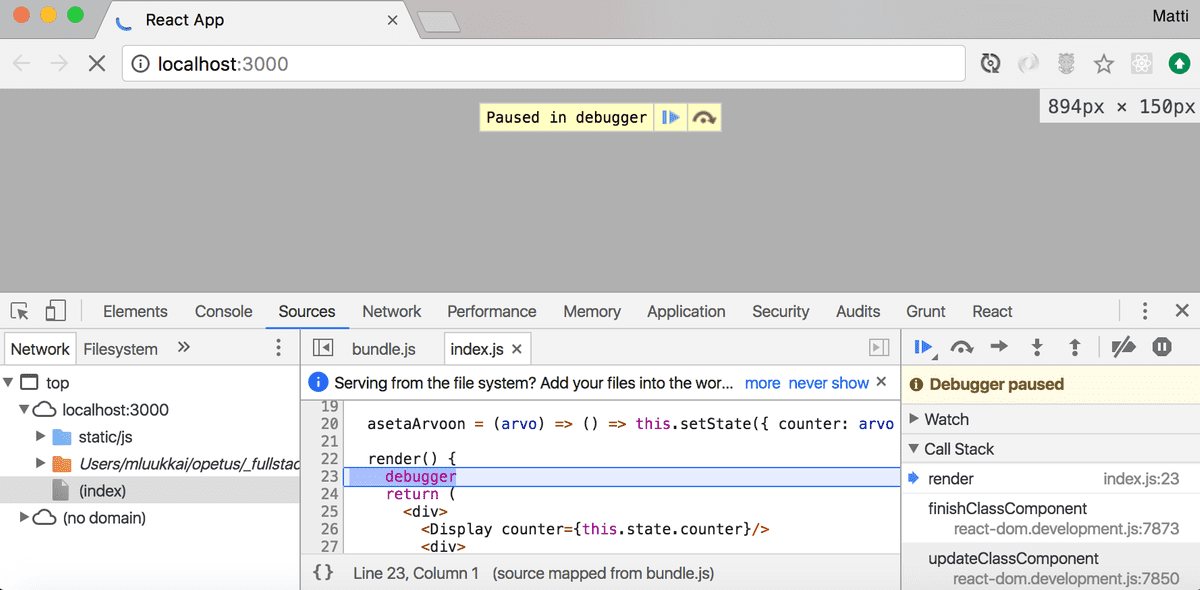 React App
Matti
localhost:3000
Paused in debugger
894px × 150px
Elements Console Sources Network Performance Memory Application Security Audits Grunt React
Network Filesystem »
bundle.js index.js
Serving from the file system? Add your files into the wor... more never show
top
localhost:3000
static/js
Users/mluukkai/opetus/_fullstac
(index)
(no domain)
19
20 asetaArvoon = (arvo) => () => this.setState({ counter: arvo
21
22 render() {
23 debugger
24 return (
25 <div>
26 <Display counter={this.state.counter}/>
27 <div>
{} Line 23, Column 1 (source mapped from bundle.js)
Debugger paused
Watch
Call Stack
render index.js:23
finishClassComponent
react-dom.development.js:7873
updateClassComponent
react-dom.development.js:7850